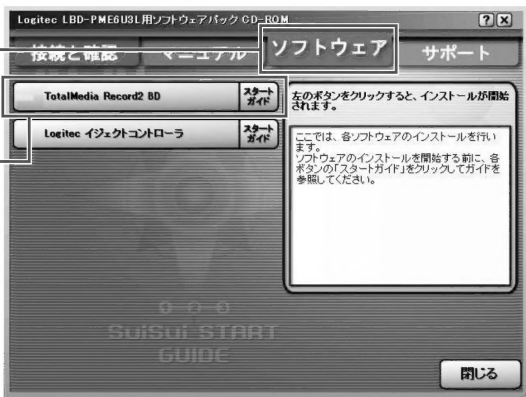 Logitec LBD-PME6U3L用ソフトウェアパック CD-ROM
接続と確認 マニュアル ソフトウェア サポート
TotalMedia Record2 BD
スタート
ガイド
Logitec イジェクトコントローラ
スタート
ガイド
左のボタンをクリックすると、インストールが開始
されます。
ここでは、各ソフトウェアのインストールを行い
ます。
ソフトウェアのインストールを開始する前に、各
ボタンの「スタートガイド」をクリックしてガイドを
参照してください。
SuiSui START
GUIDE
閉じる